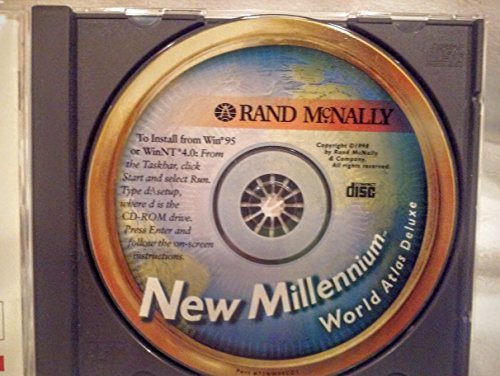 RAND McNALLY
To Install from Win®95
or WinNT®4.0: From
the Taskbar, click
Start and select Run.
Type d:\setup,
where d is the
CD-ROM drive.
Press Enter and
follow the on-screen
instructions.
Copyright ©1998
by Rand McNally
& Company.
All rights reserved.
disc
New Millennium™
World Atlas Deluxe